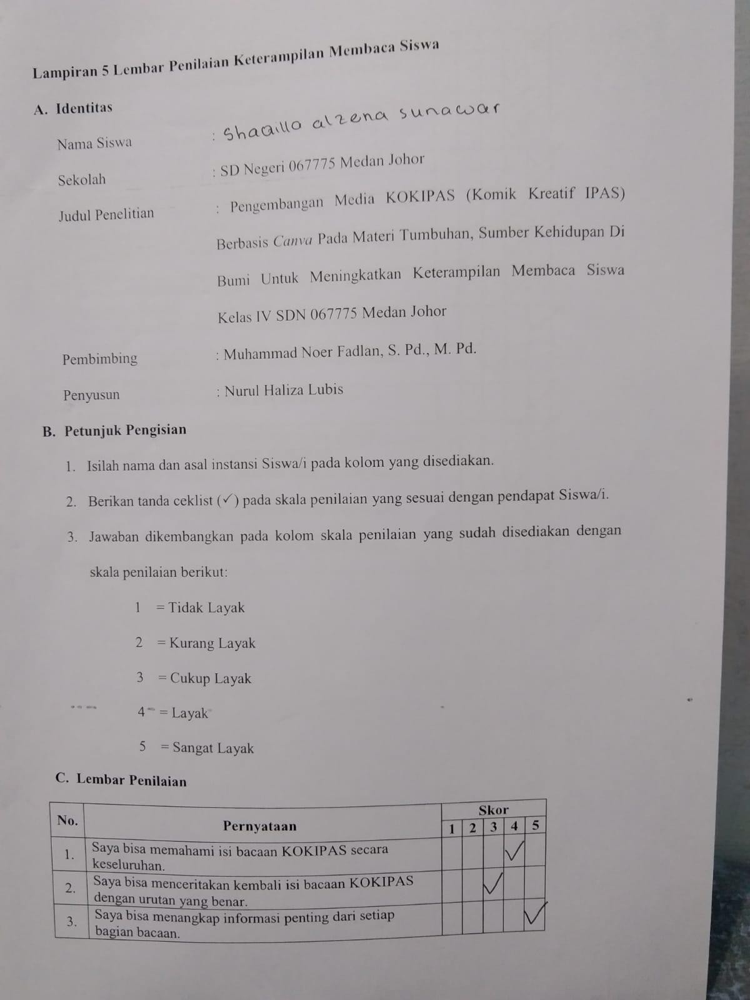 Lampiran 5 Lembar Penilaian Keterampilan Membaca Siswa
A. Identitas
Nama Siswa : Shaqilla alzena sunawar
Sekolah : SD Negeri 067775 Medan Johor
Judul Penelitian : Pengembangan Media KOKIPAS (Komik Kreatif IPAS)
Berbasis Canva Pada Materi Tumbuhan, Sumber Kehidupan Di
Bumi Untuk Meningkatkan Keterampilan Membaca Siswa
Kelas IV SDN 067775 Medan Johor
Pembimbing : Muhammad Noer Fadlan, S. Pd., M. Pd.
Penyusun : Nurul Haliza Lubis
B. Petunjuk Pengisian
1. Isilah nama dan asal instansi Siswa/i pada kolom yang disediakan.
2. Berikan tanda ceklist (✓) pada skala penilaian yang sesuai dengan pendapat Siswa/i.
3. Jawaban dikembangkan pada kolom skala penilaian yang sudah disediakan dengan
skala penilaian berikut:
1 = Tidak Layak
2 = Kurang Layak
3 = Cukup Layak
4 = Layak
5 = Sangat Layak
C. Lembar Penilaian
No. Pernyataan Skor
1 2 3 4 5
1. Saya bisa memahami isi bacaan KOKIPAS secara
keseluruhan. ✓
2. Saya bisa menceritakan kembali isi bacaan KOKIPAS
dengan urutan yang benar. ✓
3. Saya bisa menangkap informasi penting dari setiap
bagian bacaan. ✓